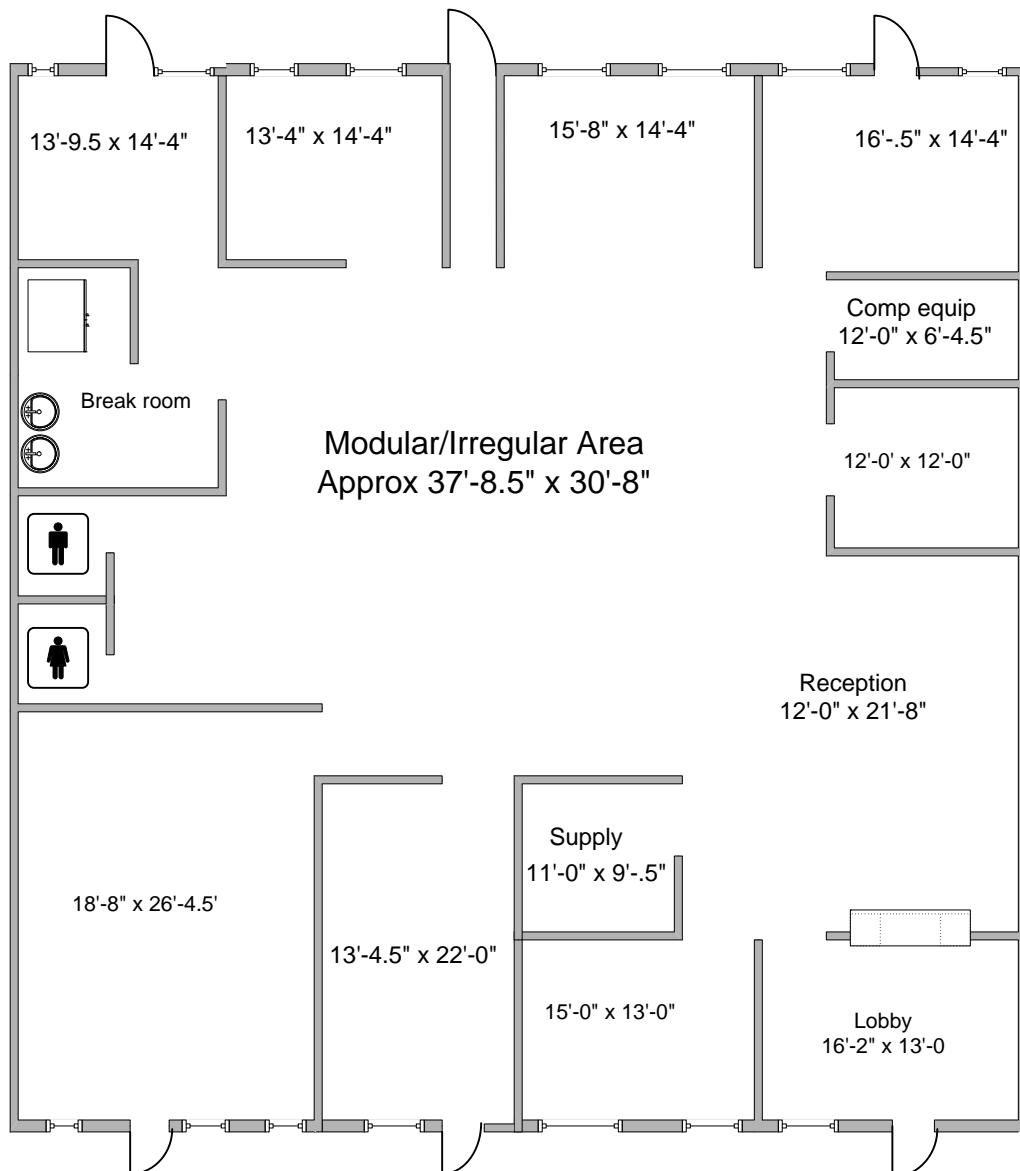 13'-9.5 x 14'-4"
13'-4" x 14'-4"
15'-8" x 14'-4"
16'-.5" x 14'-4"
Comp equip
12'-0" x 6'-4.5"
Break room
Modular/Irregular Area
Approx 37'-8.5" x 30'-8"
12'-0' x 12'-0"
Reception
12'-0" x 21'-8"
Supply
11'-0" x 9'-.5"
18'-8" x 26'-4.5'
13'-4.5" x 22'-0"
15'-0" x 13'-0"
Lobby
16'-2" x 13'-0